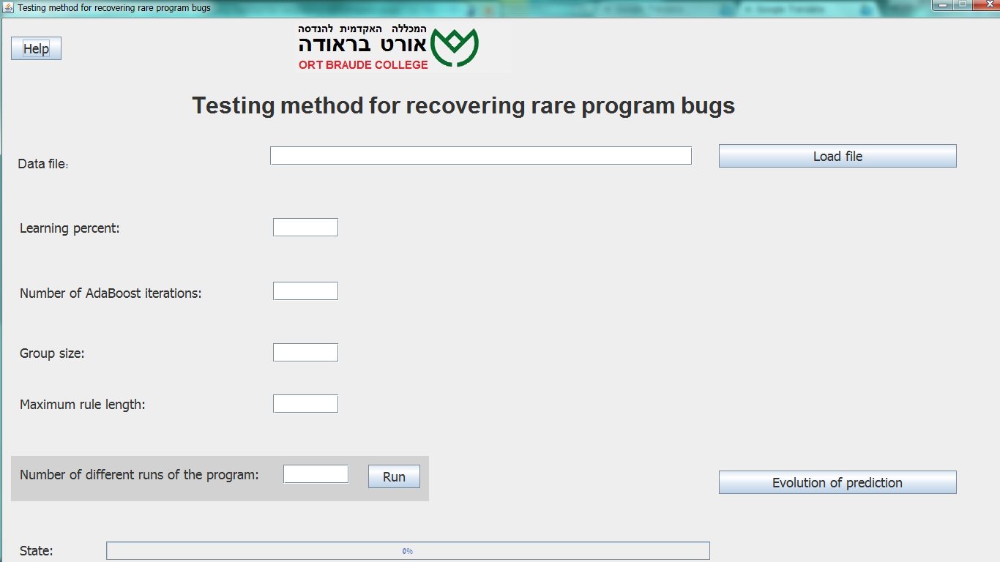 Testing method for recovering rare program bugs
Help
המכללה האקדמית להנדסה
אורט בראודה
ORT BRAUDE COLLEGE
Testing method for recovering rare program bugs
Data file:
Load file
Learning percent:
Number of AdaBoost iterations:
Group size:
Maximum rule length:
Number of different runs of the program:
Run
Evolution of prediction
State:
0%